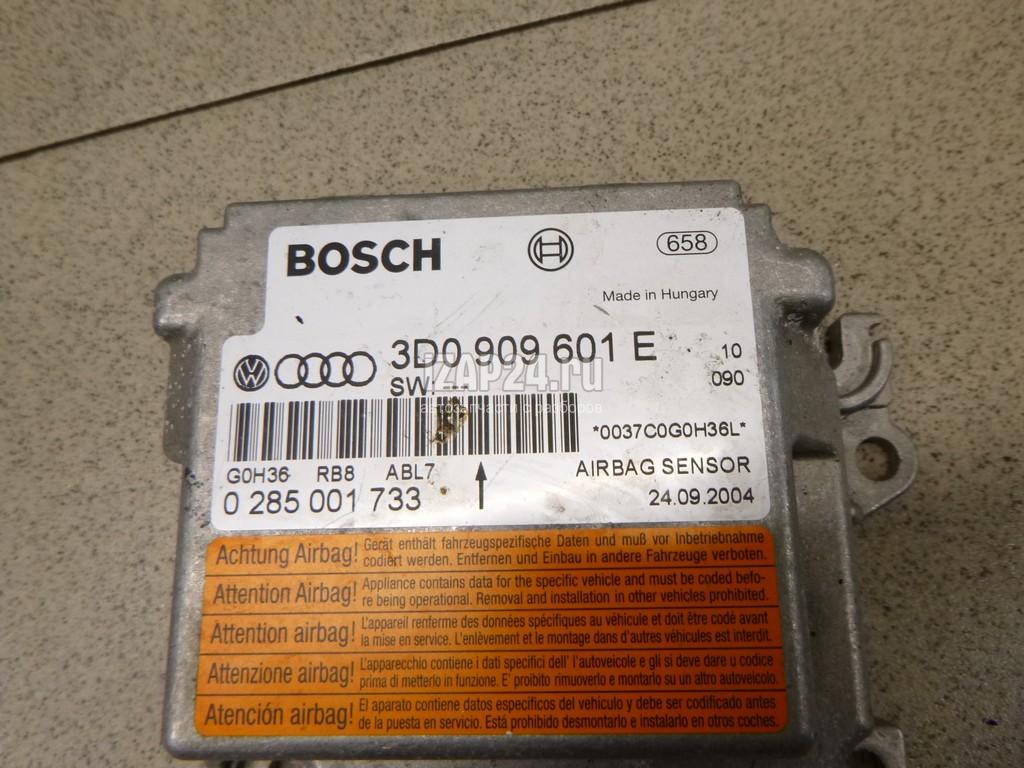 BOSCH
658
Made in Hungary
3D0 909 601 E
10
SW:---
090
iZAP24.ru
автозапчасти с разборов
*0037C0G0H36L*
G0H36 RB8 ABL7
AIRBAG SENSOR
0 285 001 733
24.09.2004
Achtung Airbag! Gerät enthält fahrzeugspezifische Daten und muß vor Inbetriebnahme
codiert werden. Entfernen und Einbau in andere Fahrzeuge verboten.
Attention Airbag! Appliance contains data for the specific vehicle and must be coded befo-
re being operational. Removal and installation in other vehicles prohibited.
Attention airbag! L'appareil renferme des données spécifiques au véhicule et doit être codé avant
la mise en service. L'enlèvement et le montage dans d'autres véhicules est interdit.
Attenzione airbag! L'apparecchio contiene i dati specifici dell' l'autoveicolo e gli si deve dare u codice
prima di metterlo in funzione. E' proibito rimuoverlo e montarlo su un altro autoveicolo.
Atención airbag! El aparato contiene datos específicos del vehículo y debe ser codificado antes
de la puesta en servicio. Está prohibido desmontarlo e instalarlo en otros coches.